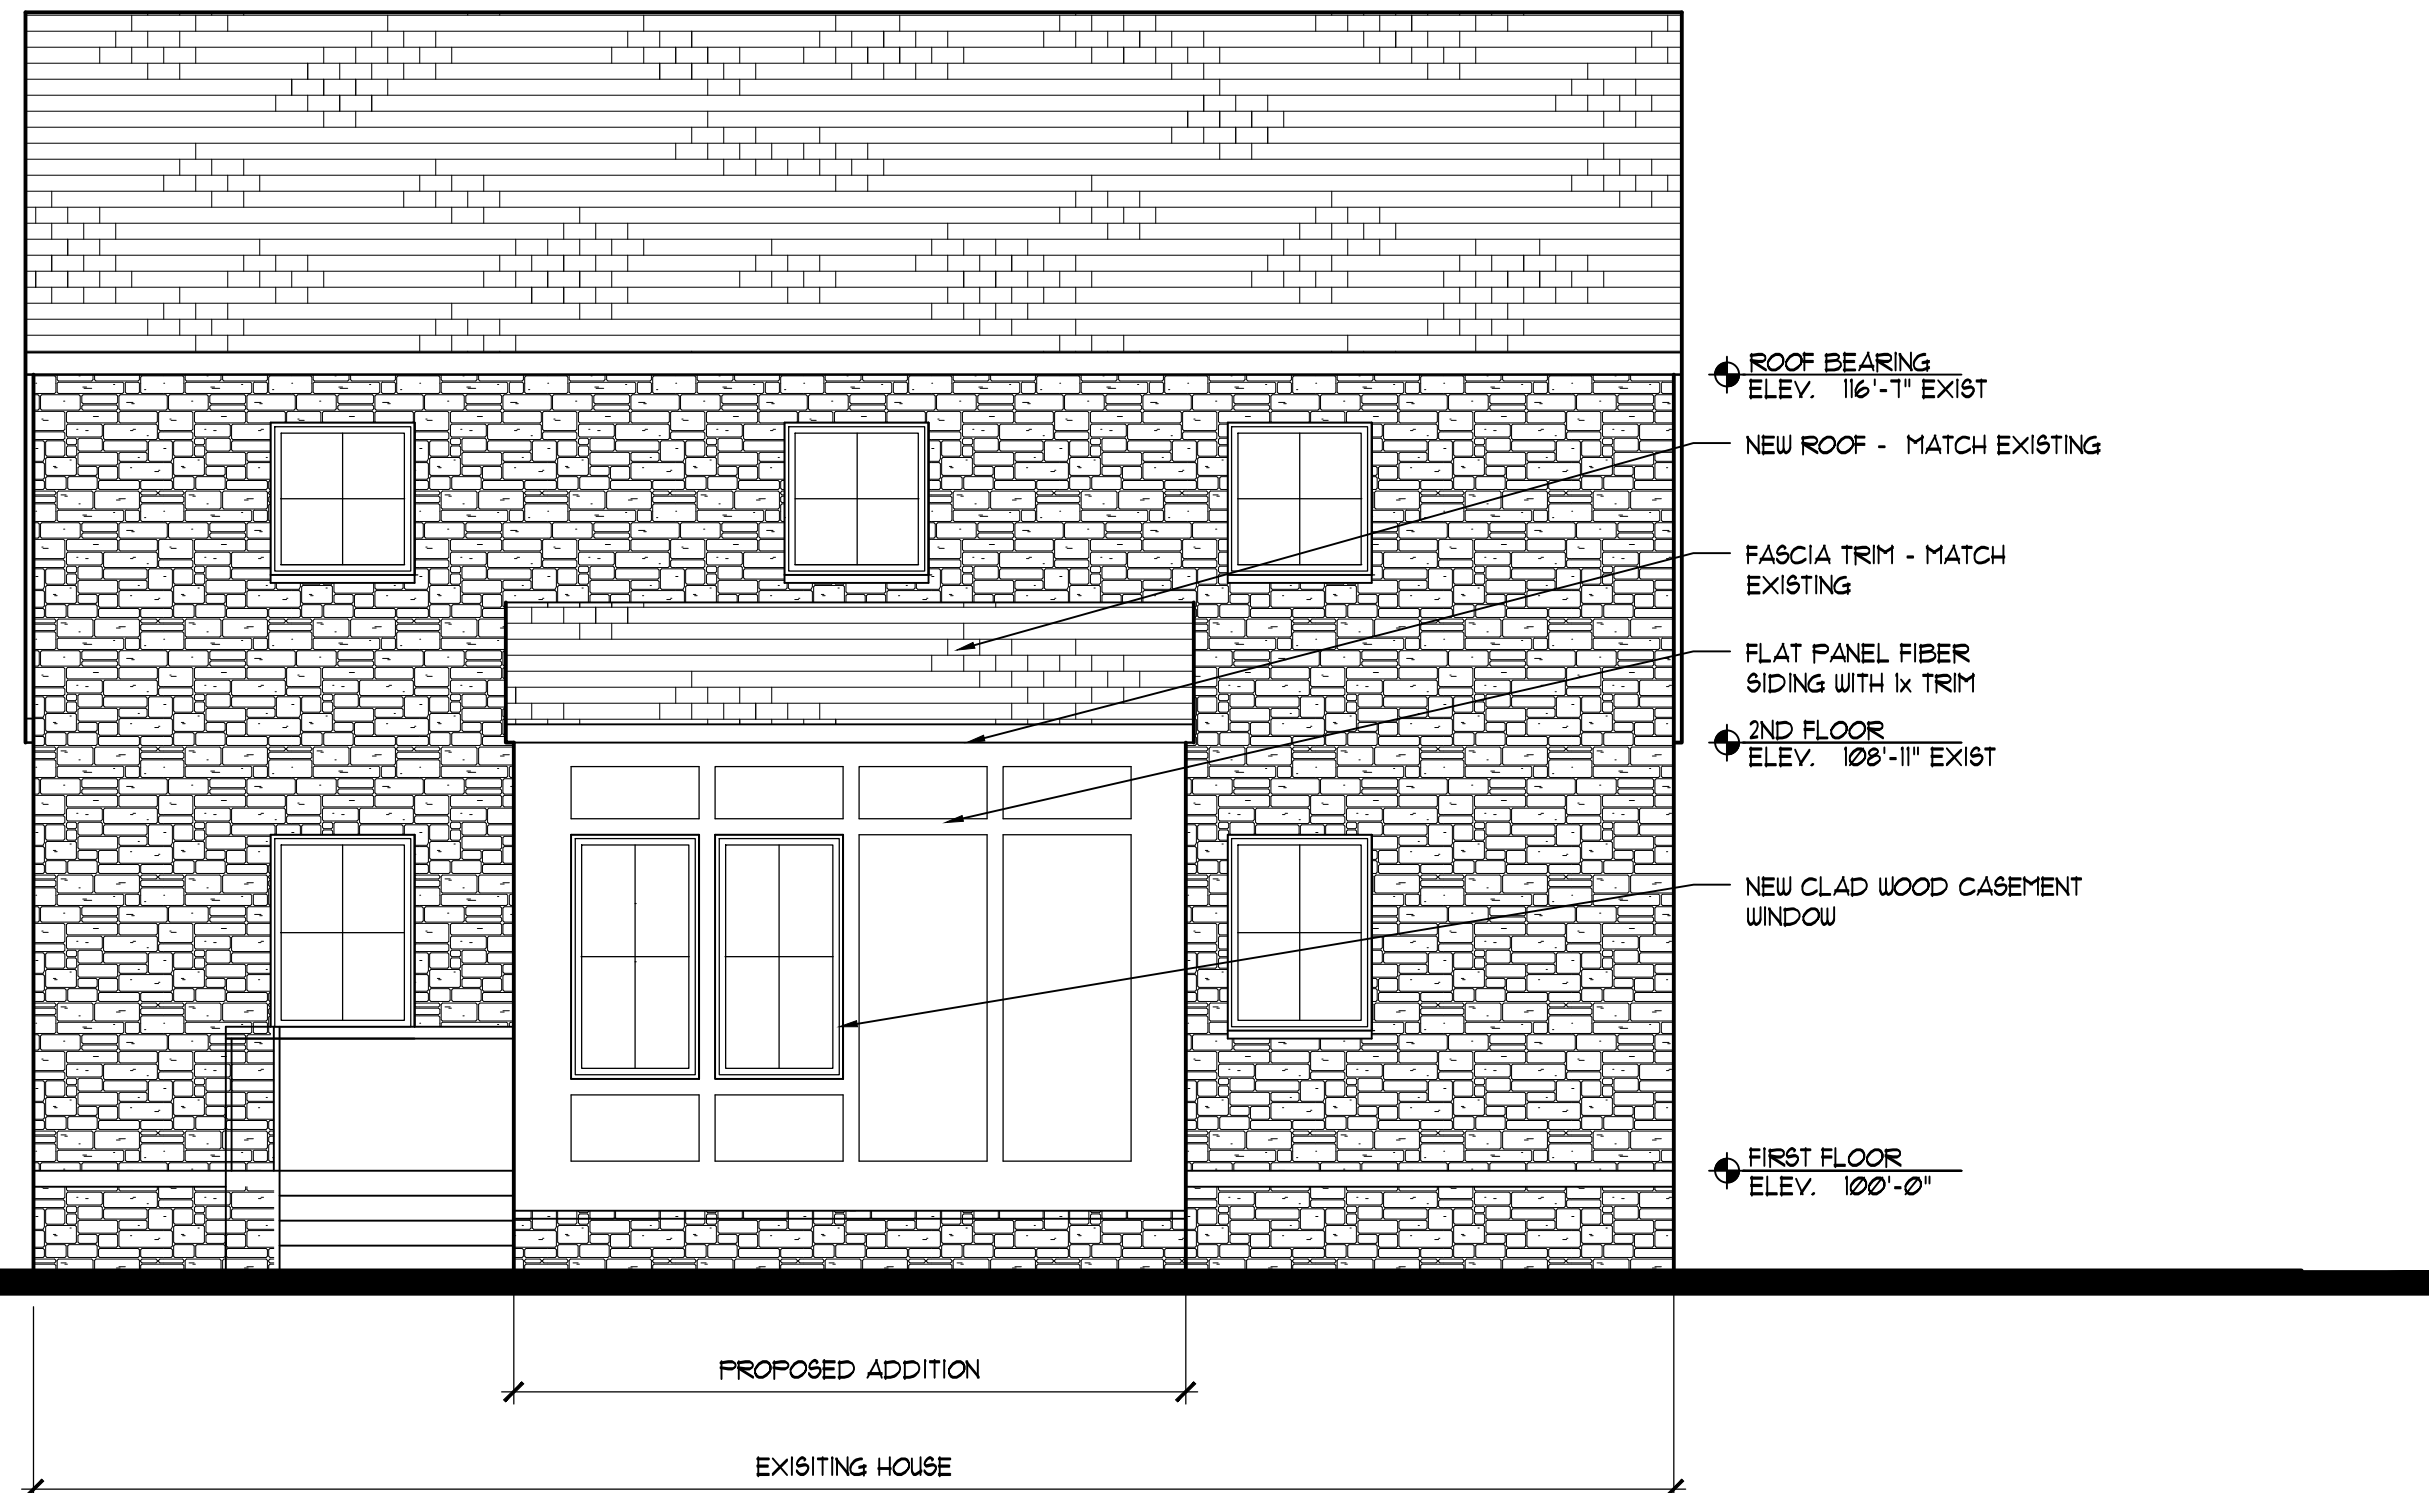 ROOF BEARING
ELEV. 116'-7" EXIST
NEW ROOF - MATCH EXISTING
FASCIA TRIM - MATCH
EXISTING
FLAT PANEL FIBER
SIDING WITH 1x TRIM
2ND FLOOR
ELEV. 108'-11" EXIST
NEW CLAD WOOD CASEMENT
WINDOW
FIRST FLOOR
ELEV. 100'-0"
PROPOSED ADDITION
EXISITING HOUSE